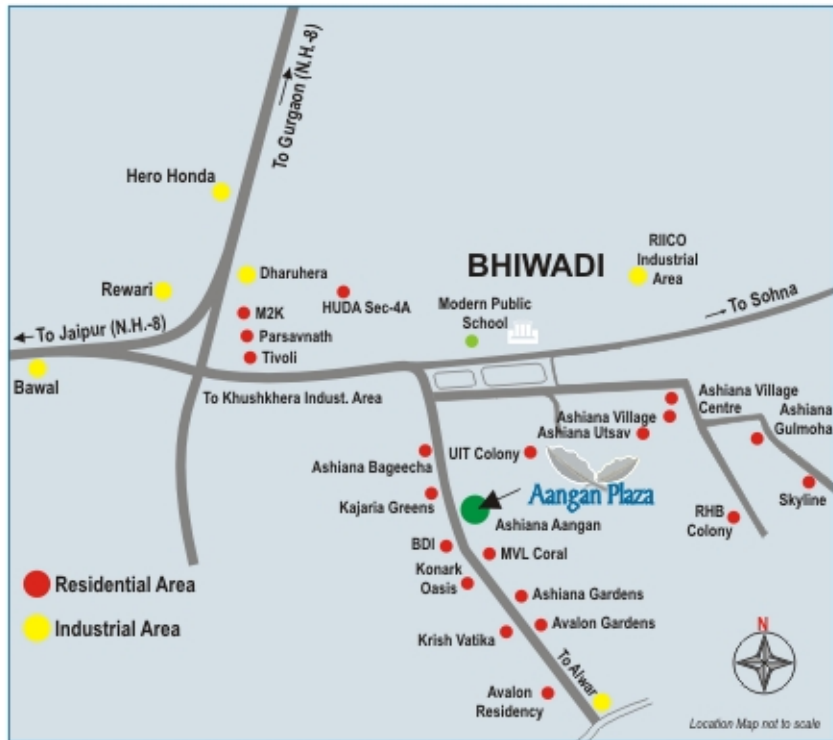 To Gurgaon (N.H.-8)
Hero Honda
Rewari
Dharuhera
BHIWADI
RIICO
Industrial
Area
HUDA Sec-4A
M2K
Parsavnath
Tivoli
Modern Public
School
To Sohna
To Jaipur (N.H.-8)
Bawal
To Khushkhera Indust. Area
Ashiana Village
Centre
Ashiana
Gulmoha
Ashiana Village
Ashiana Utsav
UIT Colony
Ashiana Bageecha
Aangan Plaza
Kajaria Greens
Skyline
RHB
Colony
Ashiana Aangan
BDI
MVL Coral
Konark
Oasis
Ashiana Gardens
Avalon Gardens
Krish Vatika
To Alwar
Avalon
Residency
Residential Area
Industrial Area
N
Location Map not to scale